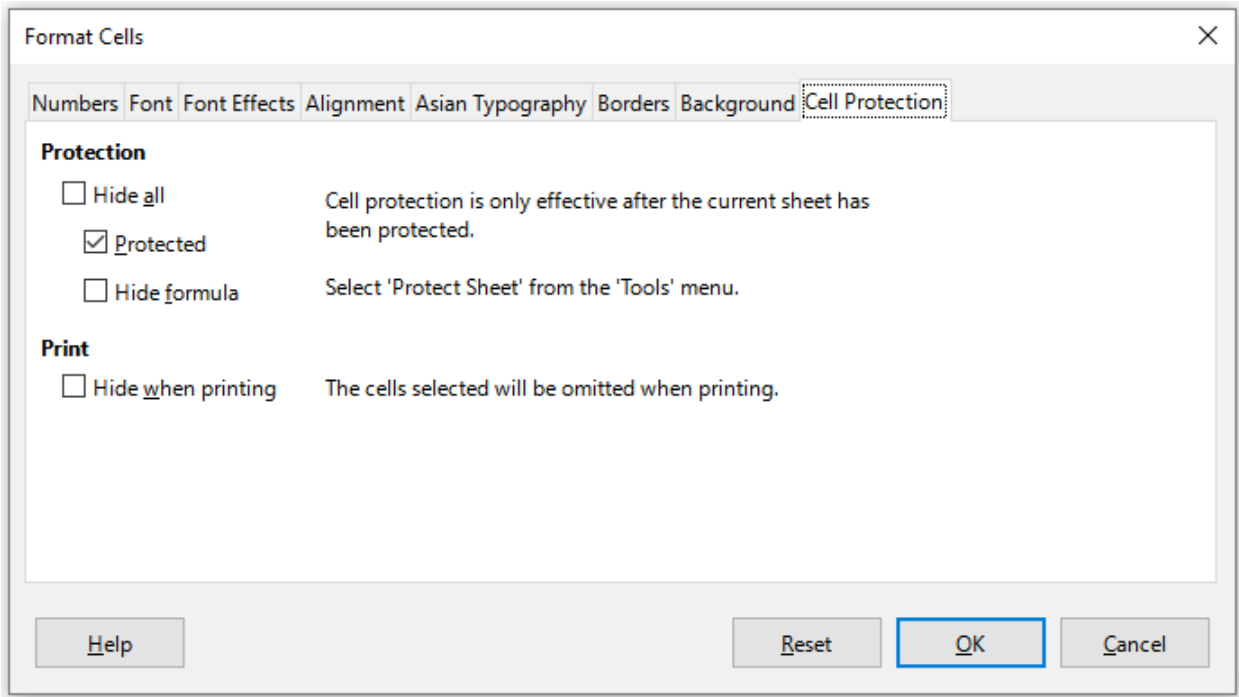 Format Cells
Numbers Font Font Effects Alignment Asian Typography Borders Background Cell Protection
Protection
Hide all
Cell protection is only effective after the current sheet has
been protected.
Protected
Hide formula
Select 'Protect Sheet' from the 'Tools' menu.
Print
Hide when printing
The cells selected will be omitted when printing.
Help
Reset
OK
Cancel